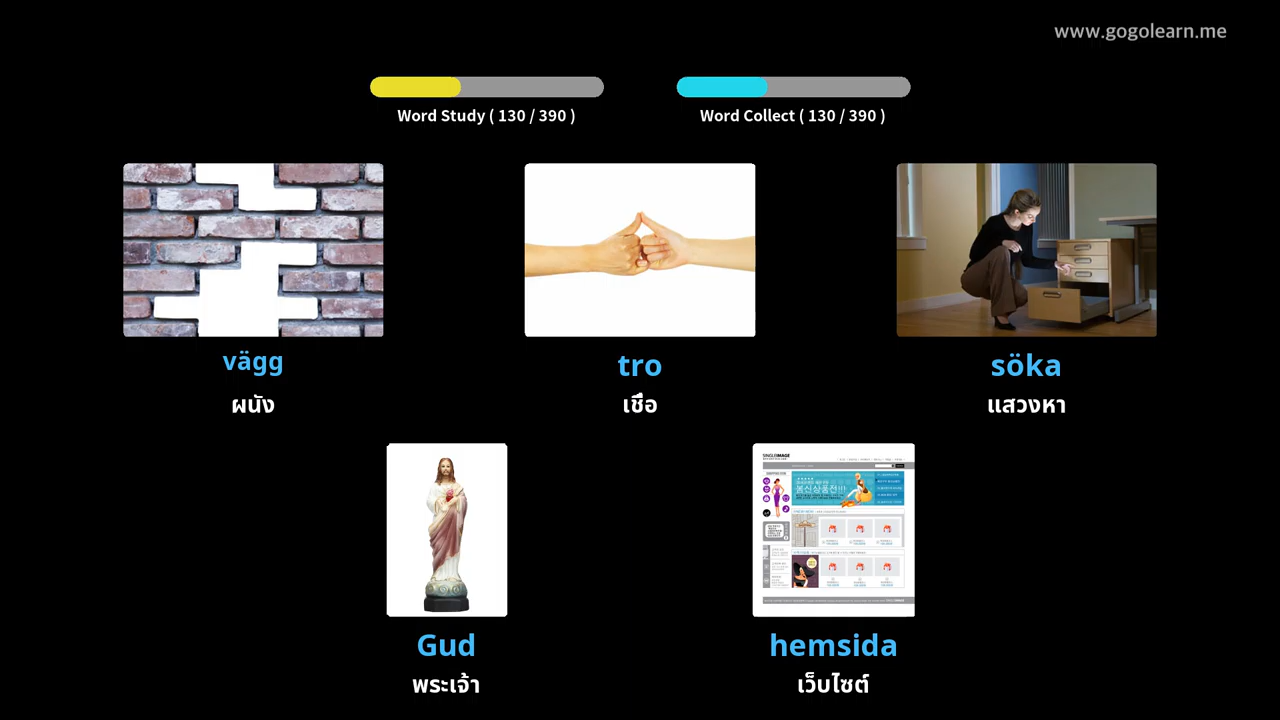 www.gogolearn.me
Word Study ( 130 / 390 )
Word Collect ( 130 / 390 )
vägg
tro
söka
ผนัง
เชื่อ
แสวงหา
SINGLEIMAGE
Gud
hemsida
พระเจ้า
เว็บไซต์